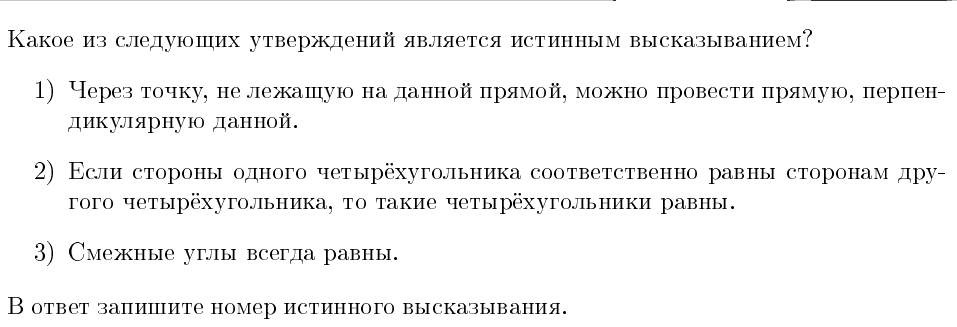 Какое из следующих утверждений является истинным высказыванием?
1) Через точку, не лежащую на данной прямой, можно провести прямую, перпен-
дикулярную данной.
2) Если стороны одного четырёхугольника соответственно равны сторонам дру-
гого четырёхугольника, то такие четырёхугольники равны.
3) Смежные углы всегда равны.
В ответ запишите номер истинного высказывания.